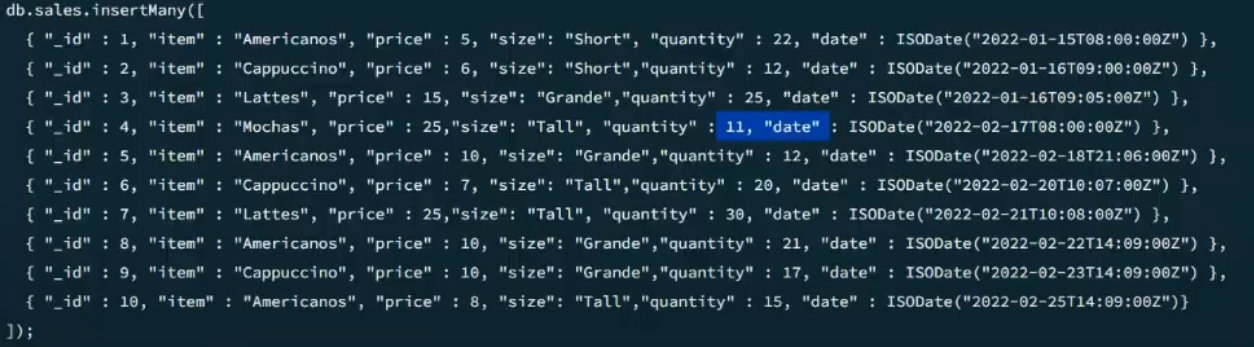 db.sales.insertMany([
{ "_id" : 1, "item" : "Americanos", "price" : 5, "size": "Short", "quantity" : 22, "date" : ISODate("2022-01-15T08:00:00Z") },
{ "_id" : 2, "item" : "Cappuccino", "price" : 6, "size": "Short","quantity" : 12, "date" : ISODate("2022-01-16T09:00:00Z") },
{ "_id" : 3, "item" : "Lattes", "price" : 15, "size": "Grande","quantity" : 25, "date" : ISODate("2022-01-16T09:05:00Z") },
{ "_id" : 4, "item" : "Mochas", "price" : 25,"size": "Tall", "quantity" : 11, "date" : ISODate("2022-02-17T08:00:00Z") },
{ "_id" : 5, "item" : "Americanos", "price" : 10, "size": "Grande","quantity" : 12, "date" : ISODate("2022-02-18T21:06:00Z") },
{ "_id" : 6, "item" : "Cappuccino", "price" : 7, "size": "Tall","quantity" : 20, "date" : ISODate("2022-02-20T10:07:00Z") },
{ "_id" : 7, "item" : "Lattes", "price" : 25,"size": "Tall", "quantity" : 30, "date" : ISODate("2022-02-21T10:08:00Z") },
{ "_id" : 8, "item" : "Americanos", "price" : 10, "size": "Grande","quantity" : 21, "date" : ISODate("2022-02-22T14:09:00Z") },
{ "_id" : 9, "item" : "Cappuccino", "price" : 10, "size": "Grande","quantity" : 17, "date" : ISODate("2022-02-23T14:09:00Z") },
{ "_id" : 10, "item" : "Americanos", "price" : 8, "size": "Tall","quantity" : 15, "date" : ISODate("2022-02-25T14:09:00Z")}
]);